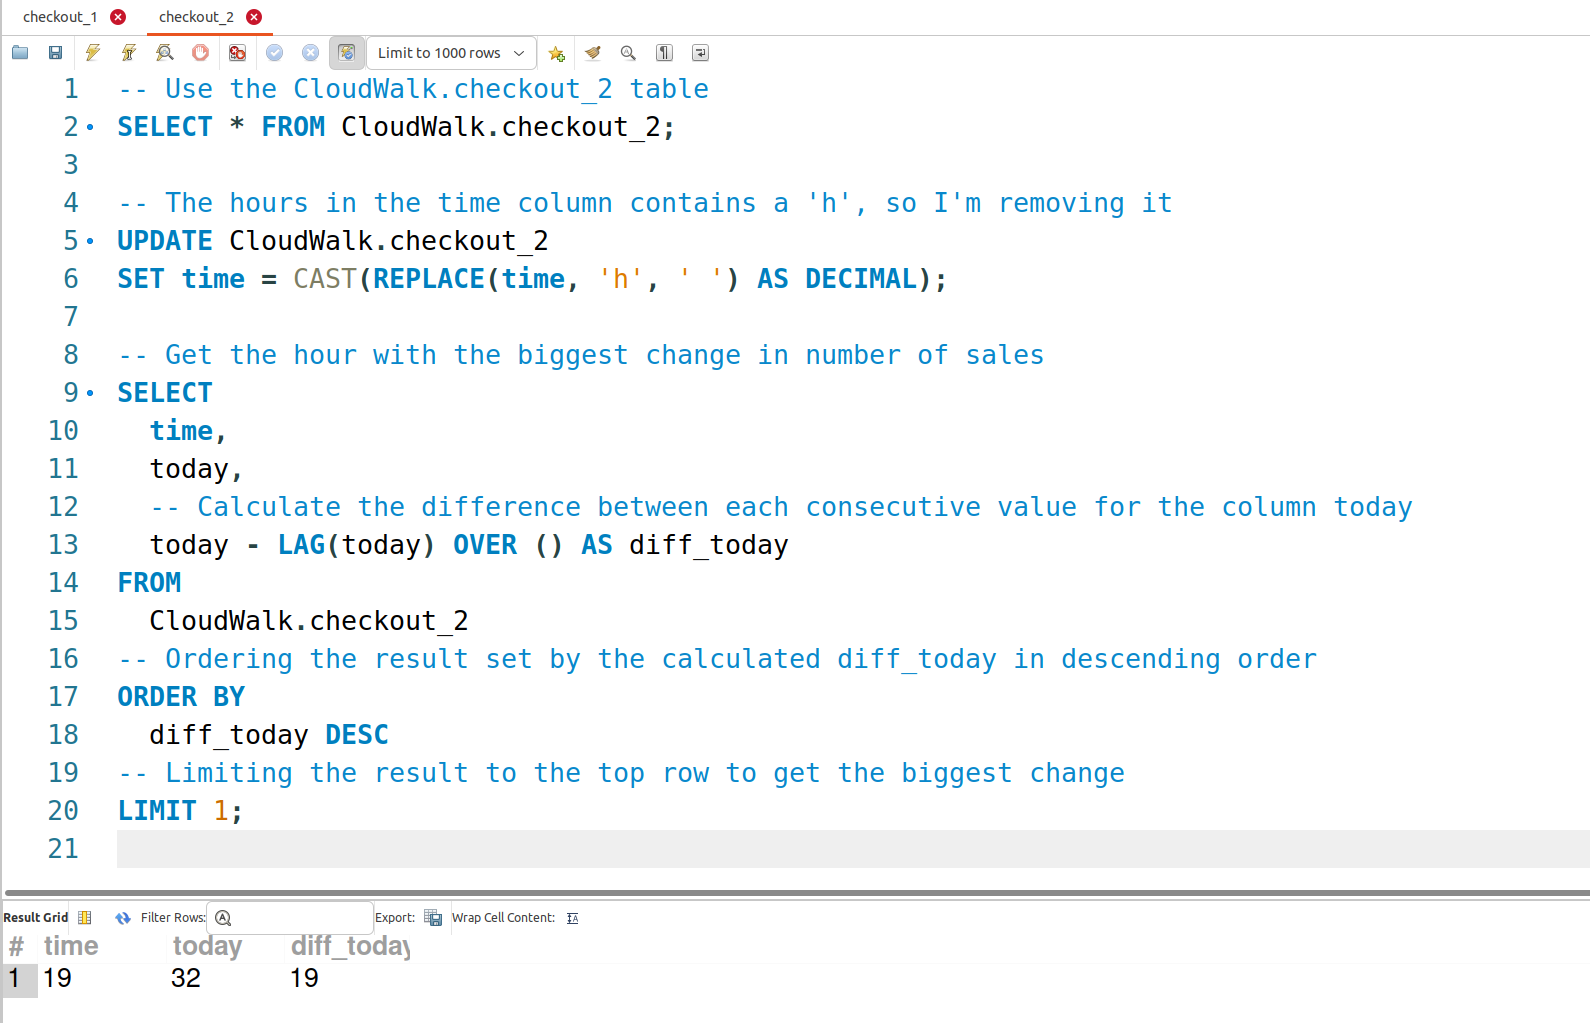 checkout_1 checkout_2
Limit to 1000 rows
1 -- Use the CloudWalk.checkout_2 table
2 SELECT * FROM CloudWalk.checkout_2;
3
4 -- The hours in the time column contains a 'h', so I'm removing it
5 UPDATE CloudWalk.checkout_2
6 SET time = CAST(REPLACE(time, 'h', ' ') AS DECIMAL);
7
8 -- Get the hour with the biggest change in number of sales
9 SELECT
10 time,
11 today,
12 -- Calculate the difference between each consecutive value for the column today
13 today - LAG(today) OVER () AS diff_today
14 FROM
15 CloudWalk.checkout_2
16 -- Ordering the result set by the calculated diff_today in descending order
17 ORDER BY
18 diff_today DESC
19 -- Limiting the result to the top row to get the biggest change
20 LIMIT 1;
21
Result Grid Filter Rows: Export: Wrap Cell Content:
# time today diff_today
1 19 32 19